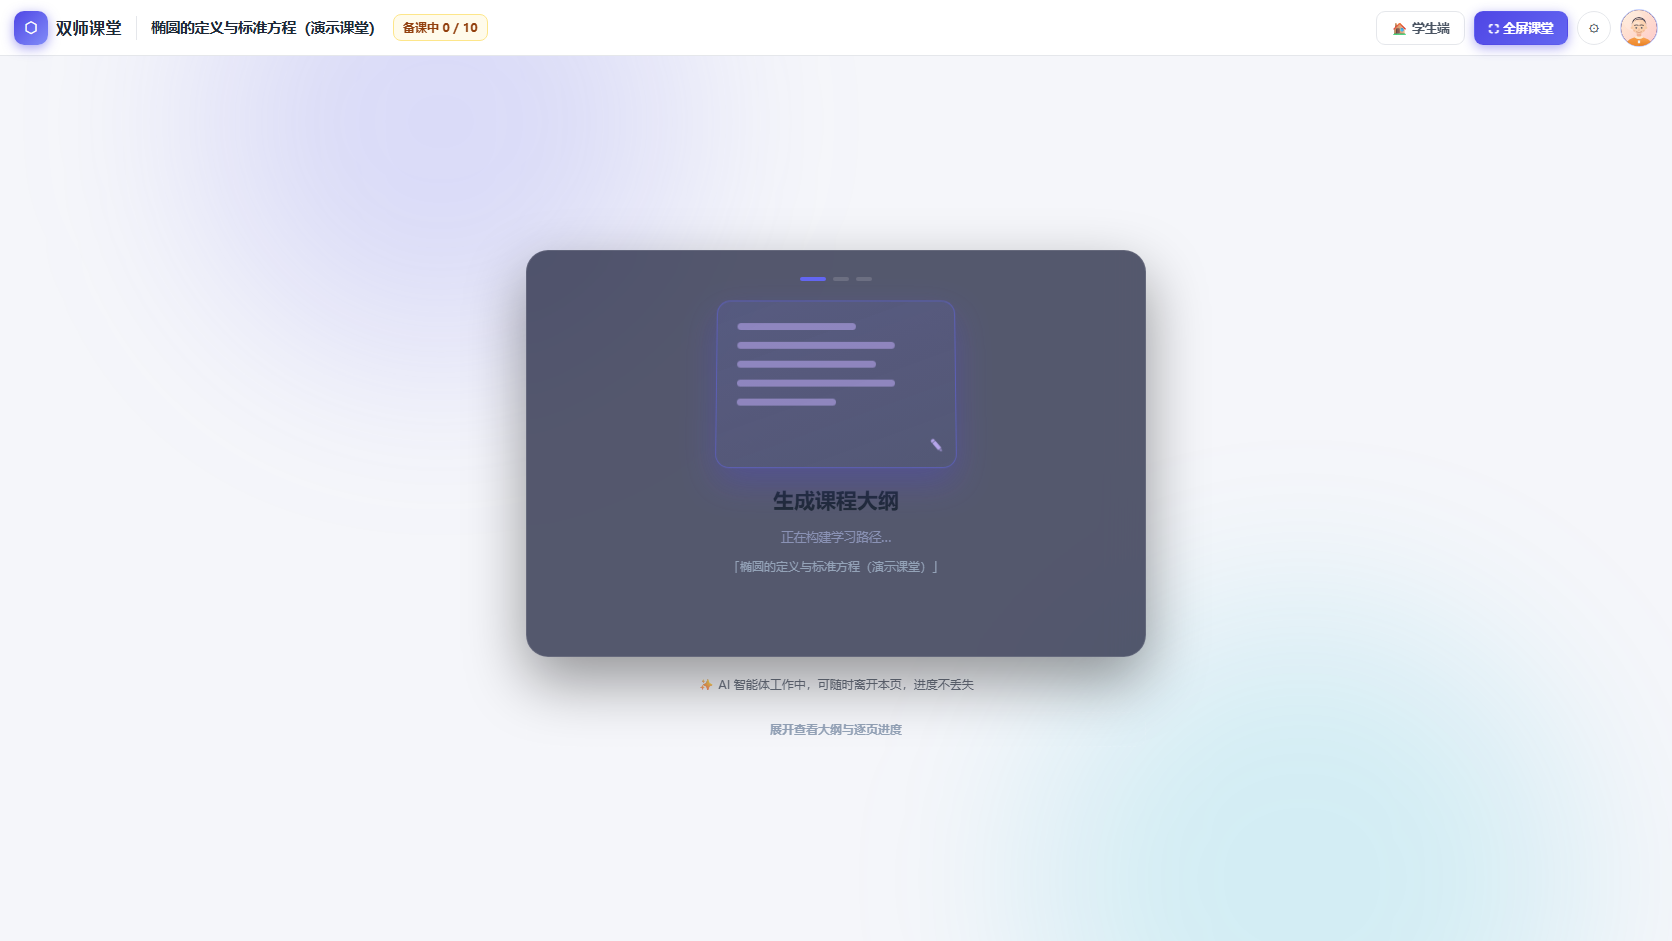 双师课堂
椭圆的定义与标准方程（演示课堂）
备课中 0 / 10
学生端
全屏课堂
生成课程大纲
正在构建学习路径...
「椭圆的定义与标准方程（演示课堂）」
AI 智能体工作中，可随时离开本页，进度不丢失
展开查看大纲与逐页进度